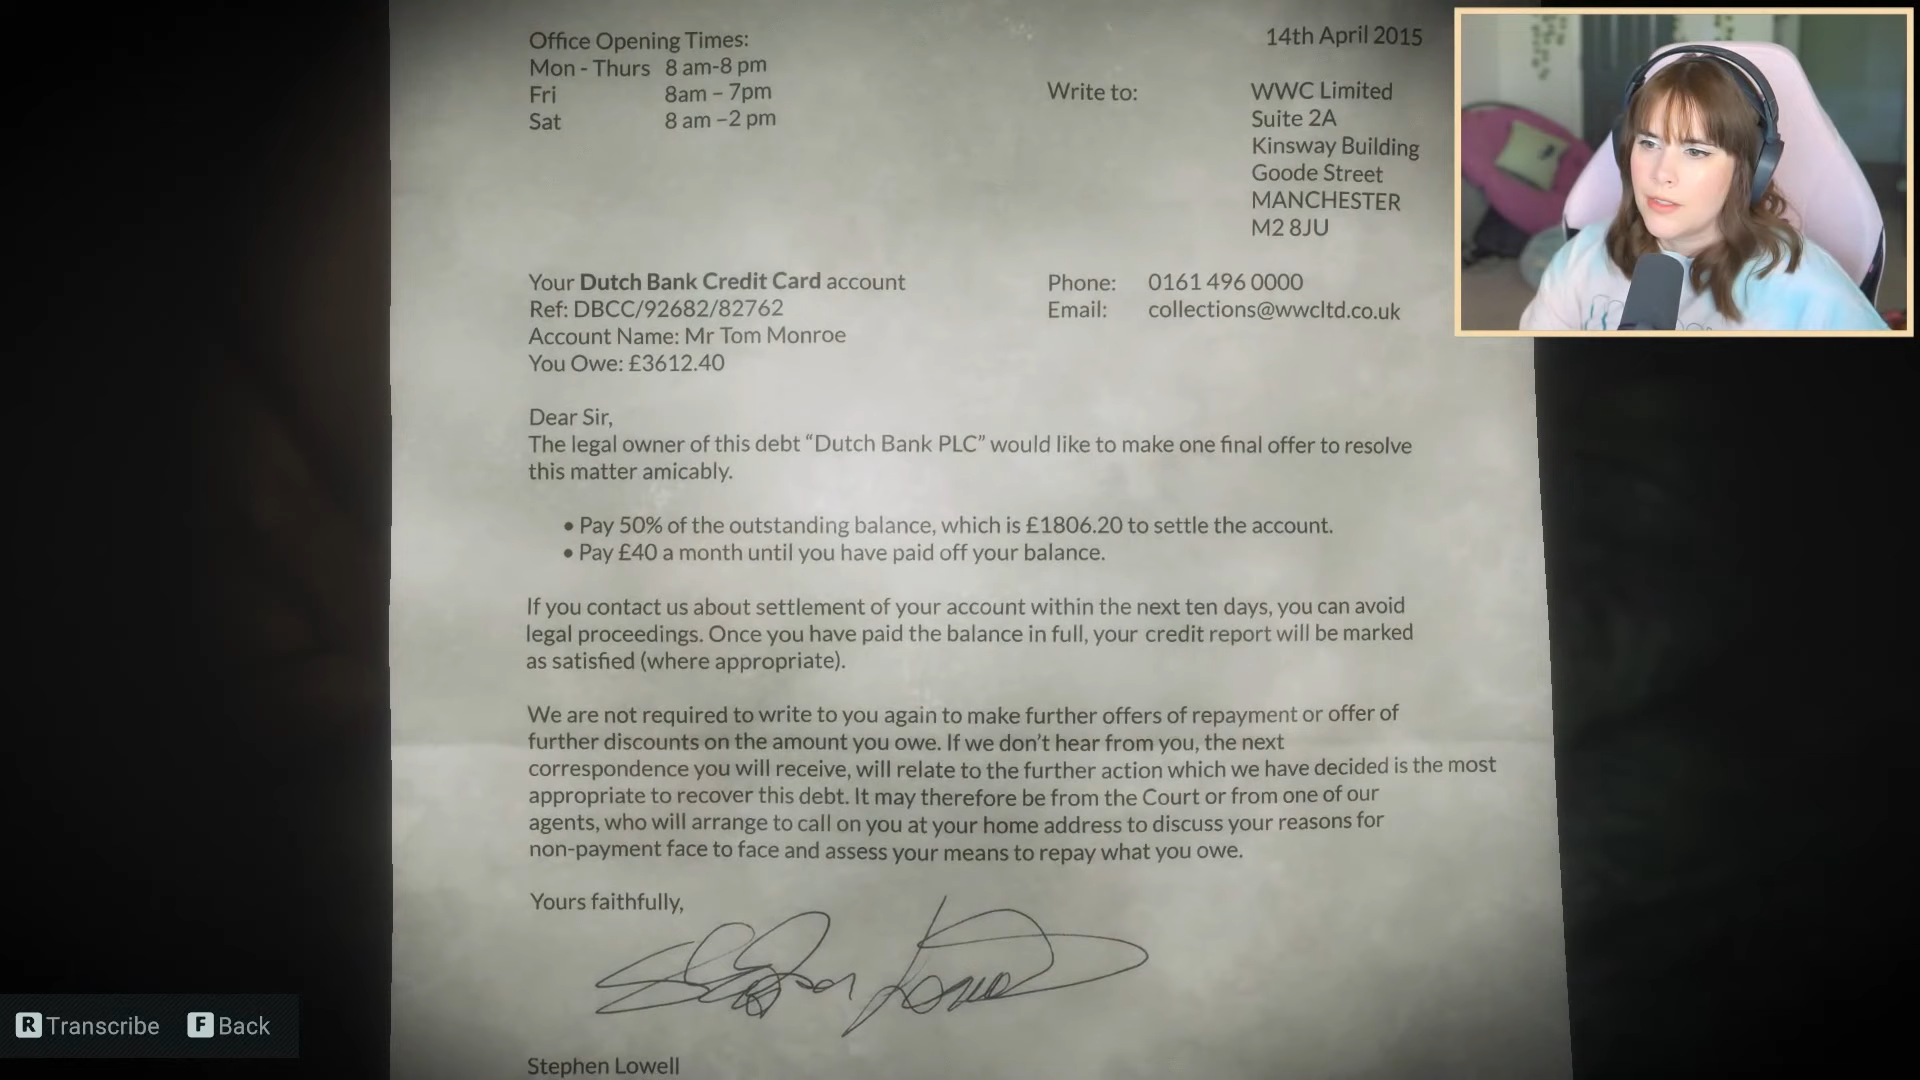 Office Opening Times:
Mon - Thurs 8 am-8 pm
Fri 8am – 7pm
Sat 8 am –2 pm
14th April 2015
Write to: WWC Limited
Suite 2A
Kinsway Building
Goode Street
MANCHESTER
M2 8JU
Your Dutch Bank Credit Card account
Ref: DBCC/92682/82762
Account Name: Mr Tom Monroe
You Owe: £3612.40
Phone: 0161 496 0000
Email: collections@wwcltd.co.uk
Dear Sir,
The legal owner of this debt “Dutch Bank PLC” would like to make one final offer to resolve
this matter amicably.
• Pay 50% of the outstanding balance, which is £1806.20 to settle the account.
• Pay £40 a month until you have paid off your balance.
If you contact us about settlement of your account within the next ten days, you can avoid
legal proceedings. Once you have paid the balance in full, your credit report will be marked
as satisfied (where appropriate).
We are not required to write to you again to make further offers of repayment or offer of
further discounts on the amount you owe. If we don’t hear from you, the next
correspondence you will receive, will relate to the further action which we have decided is the most
appropriate to recover this debt. It may therefore be from the Court or from one of our
agents, who will arrange to call on you at your home address to discuss your reasons for
non-payment face to face and assess your means to repay what you owe.
Yours faithfully,
Stephen Lowell
R Transcribe F Back